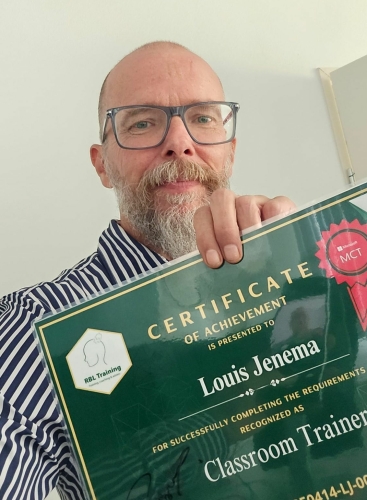 CERTIFICATE
OF ACHIEVEMENT
IS PRESENTED TO
Louis Jenema
FOR SUCCESSFULLY COMPLETING THE REQUIREMENTS
RECOGNIZED AS
Classroom Trainer
RBL Training
Microsoft
MCT